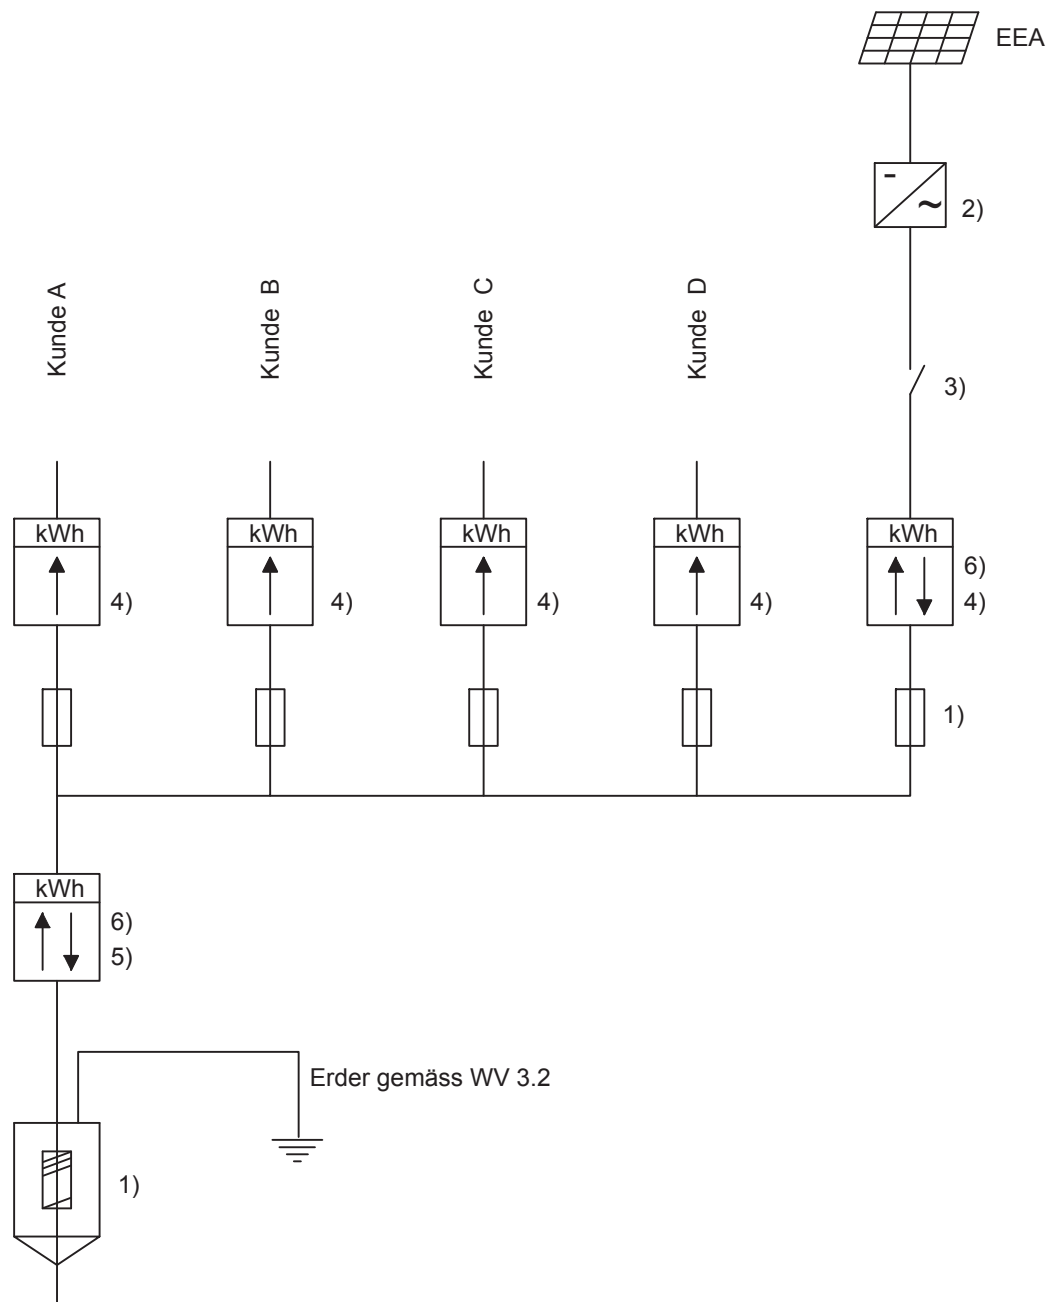 EEA
-
~
2)
Kunde A
Kunde B
Kunde C
Kunde D
3)
kWh
kWh
kWh
kWh
kWh
6)
4)
4)
4)
4)
4)
1)
kWh
6)
5)
Erder gemäss WV 3.2
1)